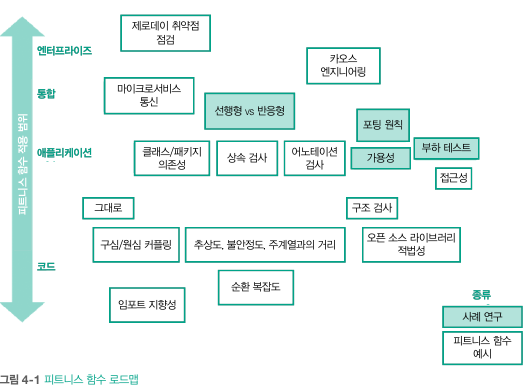 제로데이 취약점
점검
엔터프라이즈
카오스
엔지니어링
통합
마이크로서비스
통신
선행형 vs 반응형
포팅 원칙
애플리케이션
클래스/패키지
의존성
상속 검사
어노테이션
검사
가용성
부하 테스트
접근성
피트니스 함수 적용 범위
그대로
구조 검사
구심/원심 커플링
추상도, 불안정도, 주계열과의 거리
오픈 소스 라이브러리
적법성
코드
순환 복잡도
임포트 지향성
종류
사례 연구
피트니스 함수
예시
그림 4-1 피트니스 함수 로드맵